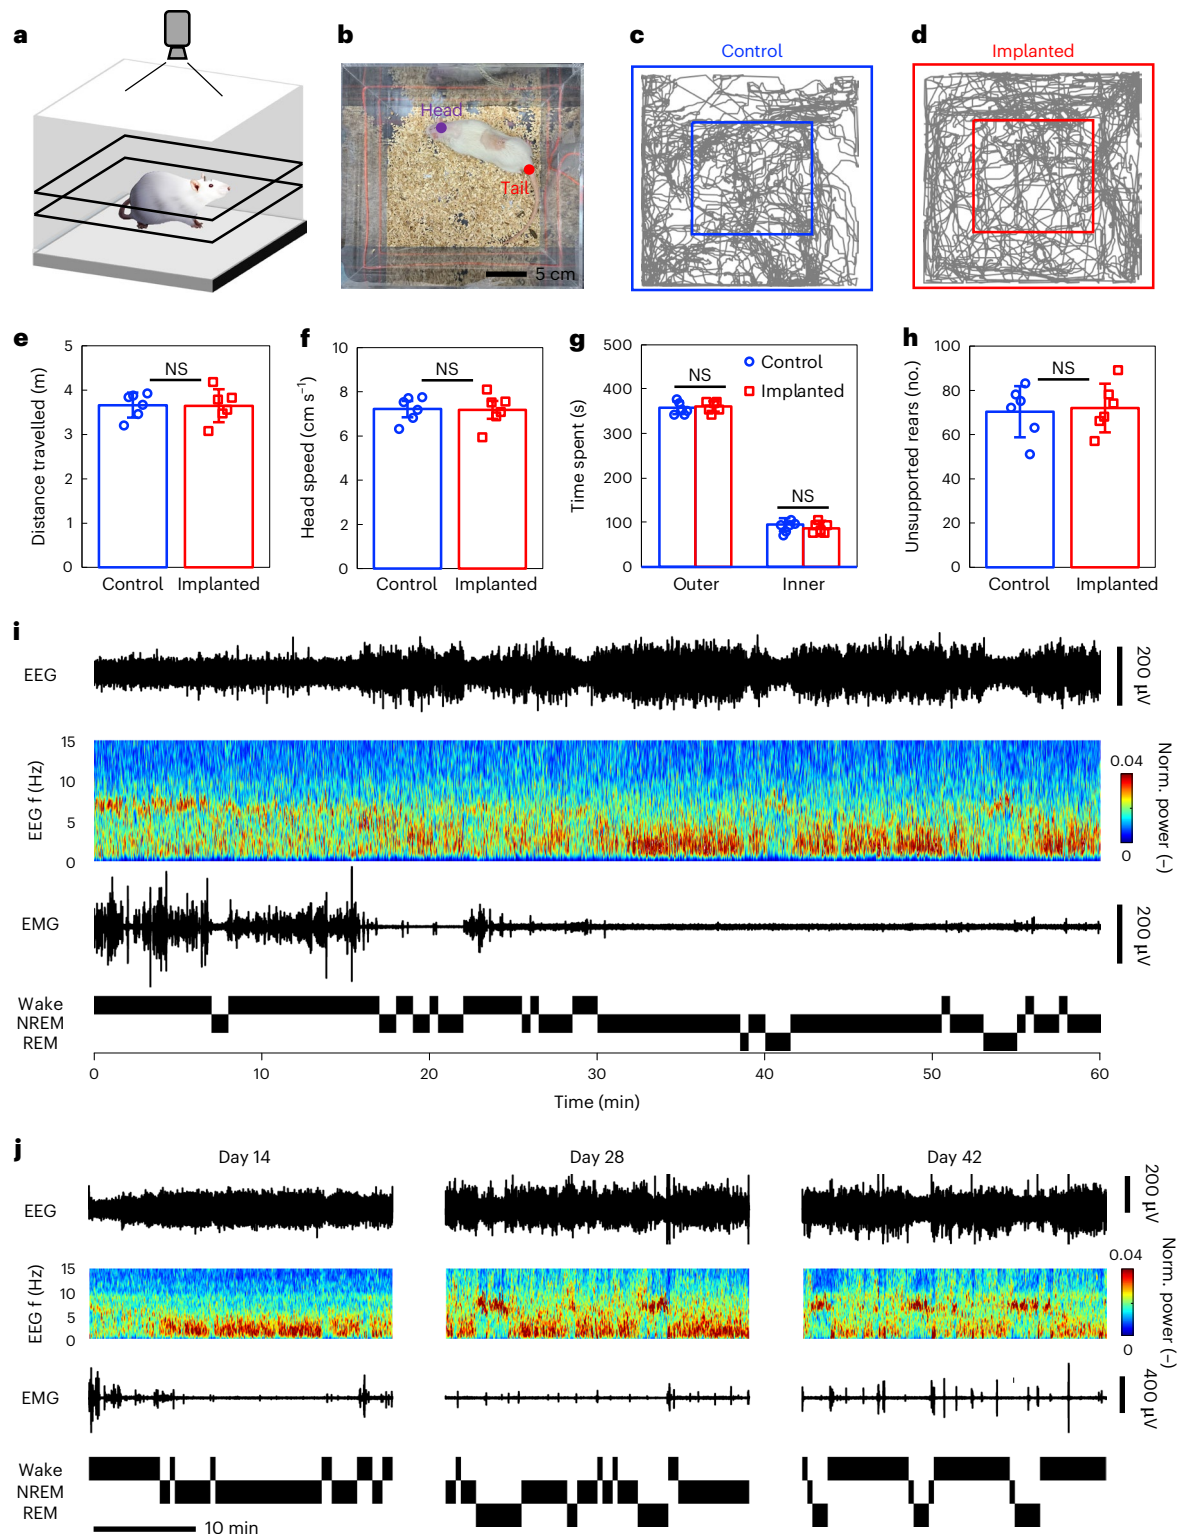 a
b
c
d
Control
Implanted
Head
Tail
5 cm
e
f
g
h
Distance travelled (m)
5
4
3
2
1
0
NS
Control Implanted
Head speed (cm s⁻¹)
10
8
6
4
2
0
NS
Control Implanted
Time spent (s)
500
400
300
200
100
0
Control
Implanted
NS
NS
Outer Inner
Unsupported rears (no.)
100
80
60
40
20
0
NS
Control Implanted
i
EEG
200 µV
EEG f (Hz)
15
10
5
0
Norm. power (–)
0.04
0
EMG
200 µV
Wake
NREM
REM
0 10 20 30 40 50 60
Time (min)
j
Day 14 Day 28 Day 42
EEG
200 µV
EEG f (Hz)
15
10
5
0
Norm. power (–)
0.04
0
EMG
400 µV
Wake
NREM
REM
10 min